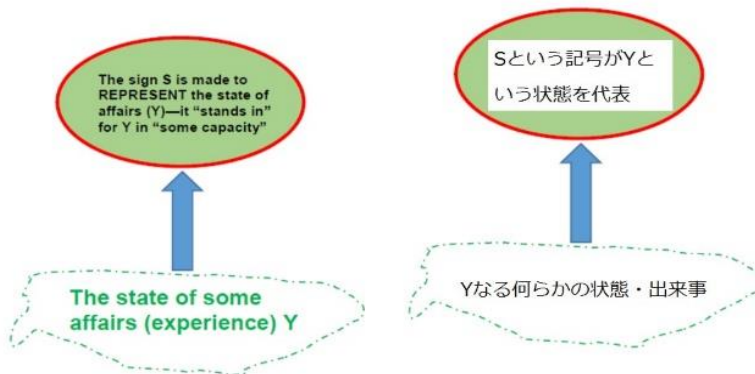 The sign S is made to
REPRESENT the state of
affairs (Y)—it “stands in”
for Y in “some capacity”
The state of some
affairs (experience) Y
Sという記号がYと
いう状態を代表
Yなる何らかの状態・出来事